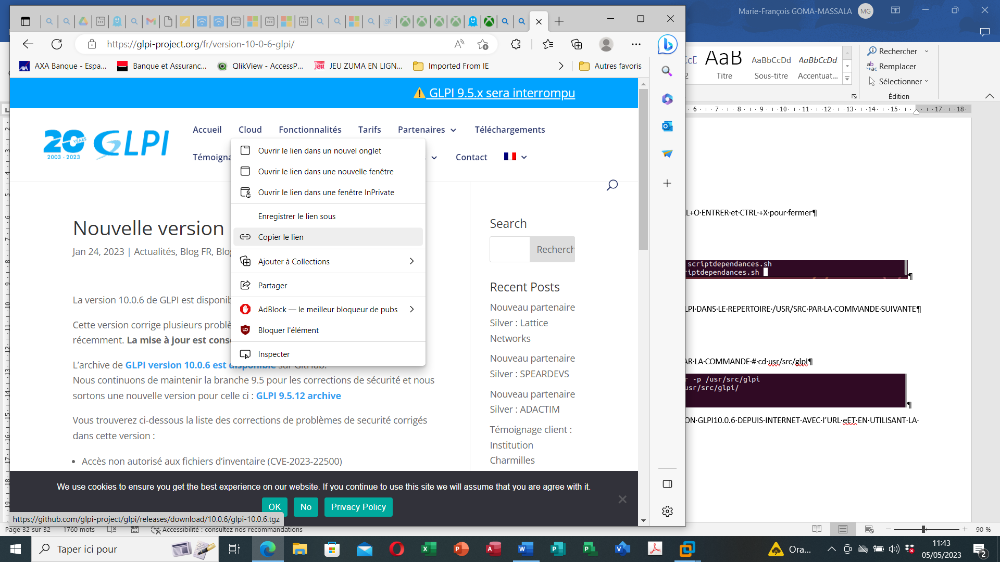 Marie-François GOMA-MASSALA MG
https://glpi-project.org/fr/version-10-0-6-glpi/
AXA Banque - Espa...
Banque et Assuranc...
QlikView - AccessP...
JEU ZUMA EN LIGN...
Imported From IE
Autres favoris
GLPI 9.5.x sera interrompu
20 YEARS
2003 - 2023
GLPI
Accueil Cloud Fonctionnalités Tarifs Partenaires Téléchargements
Témoigna
Contact
Ouvrir le lien dans un nouvel onglet
Ouvrir le lien dans une nouvelle fenêtre
Ouvrir le lien dans une fenêtre InPrivate
Enregistrer le lien sous
Copier le lien
Ajouter à Collections
Partager
AdBlock — le meilleur bloqueur de pubs
Bloquer l'élément
Inspecter
Nouvelle version
Jan 24, 2023 | Actualités, Blog FR, Blog
La version 10.0.6 de GLPI est disponib
Cette version corrige plusieurs problè
récemment. La mise à jour est cons
L'archive de GLPI version 10.0.6 est disponible sur GitHub.
Nous continuons de maintenir la branche 9.5 pour les corrections de sécurité et nous
sortons une nouvelle version pour celle ci : GLPI 9.5.12 archive
Vous trouverez ci-dessous la liste des corrections de problèmes de securité corrigés
dans cette version :
• Accès non autorisé aux fichiers d'inventaire (CVE-2023-22500)
Search
Recherch
Recent Posts
Nouveau partenaire
Silver : Lattice
Networks
Nouveau partenaire
Silver : SPEARDEVS
Nouveau partenaire
Silver : ADACTIM
Témoignage client :
Institution
Charmilles
We use cookies to ensure you get the best experience on our website. If you continue to use this site we will assume that you are agree with it.
OK No Privacy Policy
https://github.com/glpi-project/glpi/releases/download/10.0.6/glpi-10.0.6.tgz
AaB AaBbCcDd AaBbCcDd
2 Titre Sous-titre Accentuat...
Rechercher
Remplacer
Sélectionner
Édition
6 7 8 9 10 11 12 13 14 15 17 18
L+O·ENTRER·et·CTRL·+X·pour·fermer¶
scriptdependances.sh
riptdependances.sh
¶
LPI·DANS·LE·REPERTOIRE·/USR/SRC·PAR·LA·COMMANDE·SUIVANTE¶
AR·LA·COMMANDE·#·cd·usr/src/glpi¶
r -p /usr/src/glpi
usr/src/glpi/
¶
ON·GLPI10.0.6·DEPUIS·INTERNET·AVEC·l'URL·eET·EN·UTILISANT·LA·
Page 32 sur 32 1760 mots Accessibilité : consultez nos recommandations
90 %
Taper ici pour
Ora...
11:43
05/05/2023
2